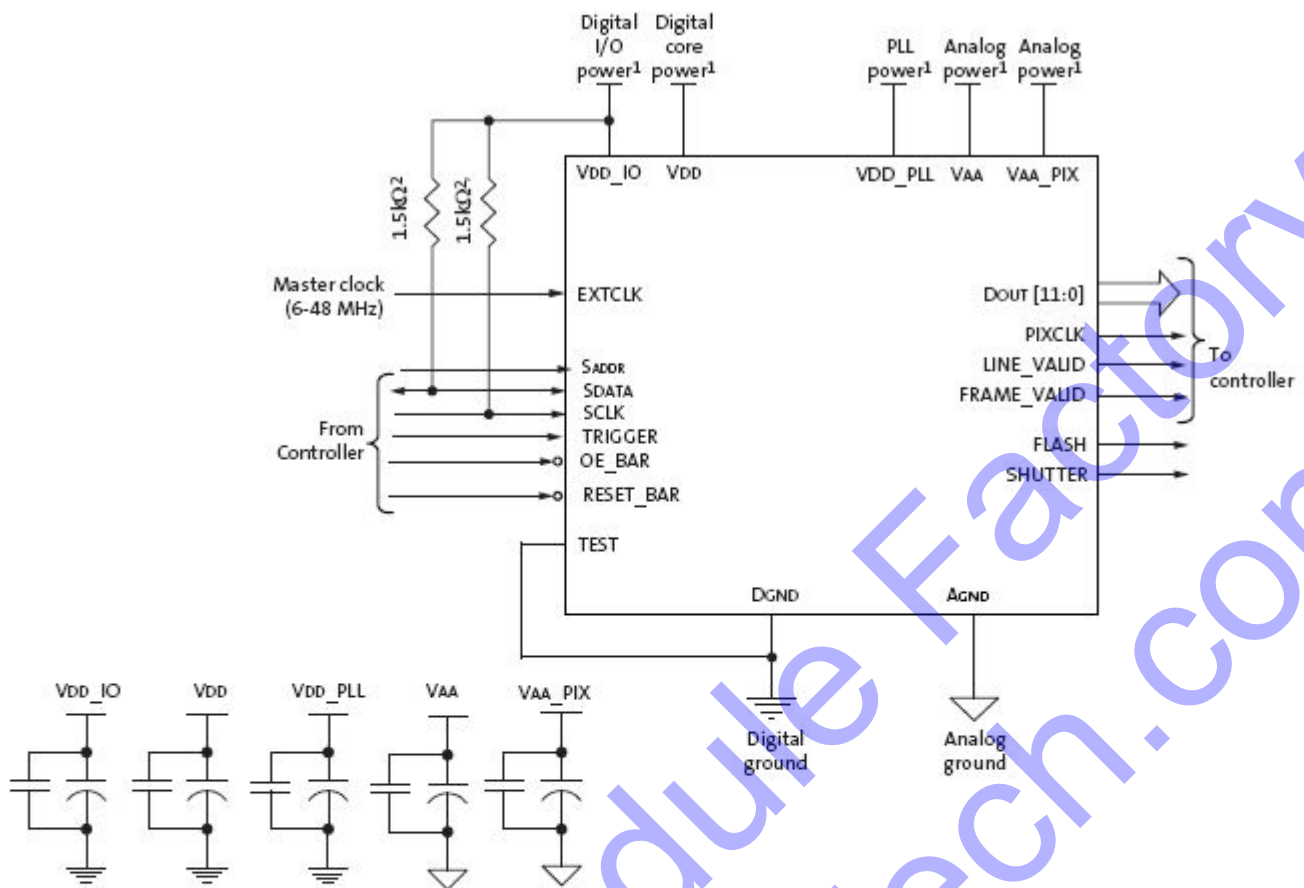 Digital I/O power1
Digital core power1
PLL power1
Analog power1
Analog power1
VDD_IO
VDD
VDD_PLL
VAA
VAA_PIX
1.5kΩ2
1.5kΩ2
Master clock (6-48 MHz)
EXTCLK
DOUT [11:0]
PIXCLK
LINE_VALID
FRAME_VALID
To controller
FLASH
SHUTTER
From Controller
SADDR
SDATA
SCLK
TRIGGER
OE_BAR
RESET_BAR
TEST
DGND
AGND
Digital ground
Analog ground
VDD_IO
VDD
VDD_PLL
VAA
VAA_PIX
dule Factory
ech.co